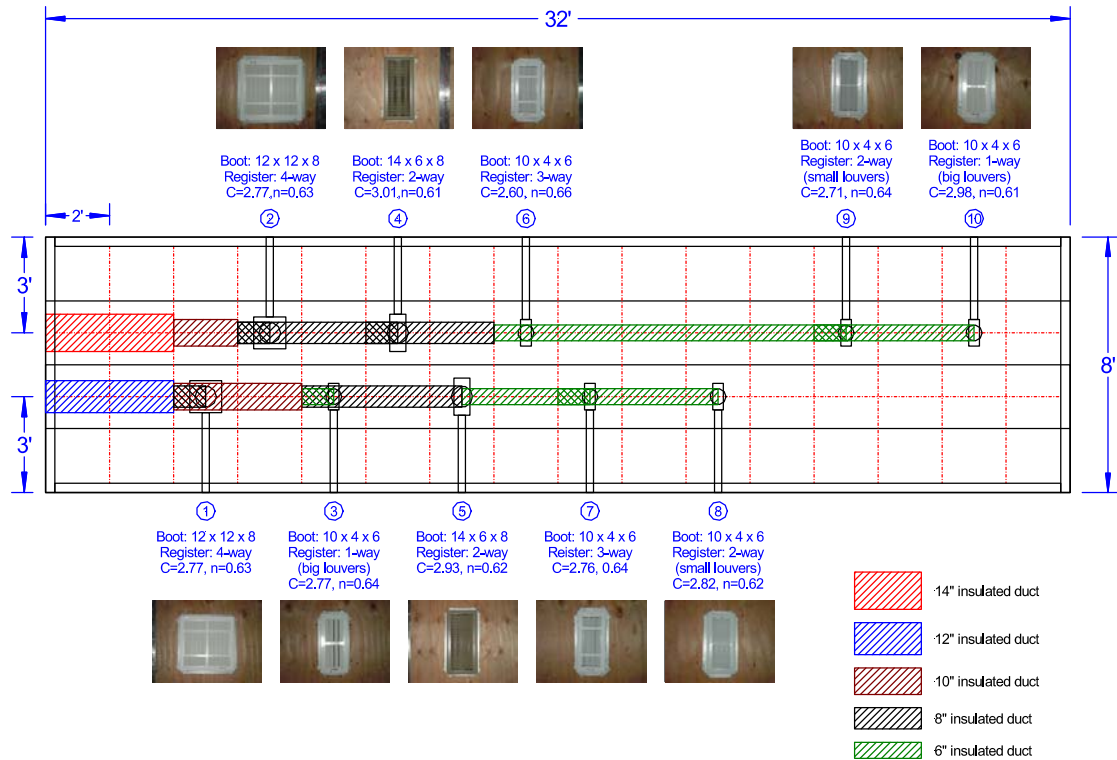 32'
Boot: 12 x 12 x 8
Register: 4-way
C=2.77,n=0.63
2
Boot: 14 x 6 x 8
Register: 2-way
C=3.01,n=0.61
4
Boot: 10 x 4 x 6
Register: 3-way
C=2.60, n=0.66
6
Boot: 10 x 4 x 6
Register: 2-way
(small louvers)
C=2.71, n=0.64
9
Boot: 10 x 4 x 6
Register: 1-way
(big louvers)
C=2.98, n=0.61
10
2'
3'
3'
8'
1
Boot: 12 x 12 x 8
Register: 4-way
C=2.77, n=0.63
3
Boot: 10 x 4 x 6
Register: 1-way
(big louvers)
C=2.77, n=0.64
5
Boot: 14 x 6 x 8
Register: 2-way
C=2.93, n=0.62
7
Boot: 10 x 4 x 6
Reister: 3-way
C=2.76, 0.64
8
Boot: 10 x 4 x 6
Register: 2-way
(small louvers)
C=2.82, n=0.62
14" insulated duct
12" insulated duct
10" insulated duct
8" insulated duct
6" insulated duct